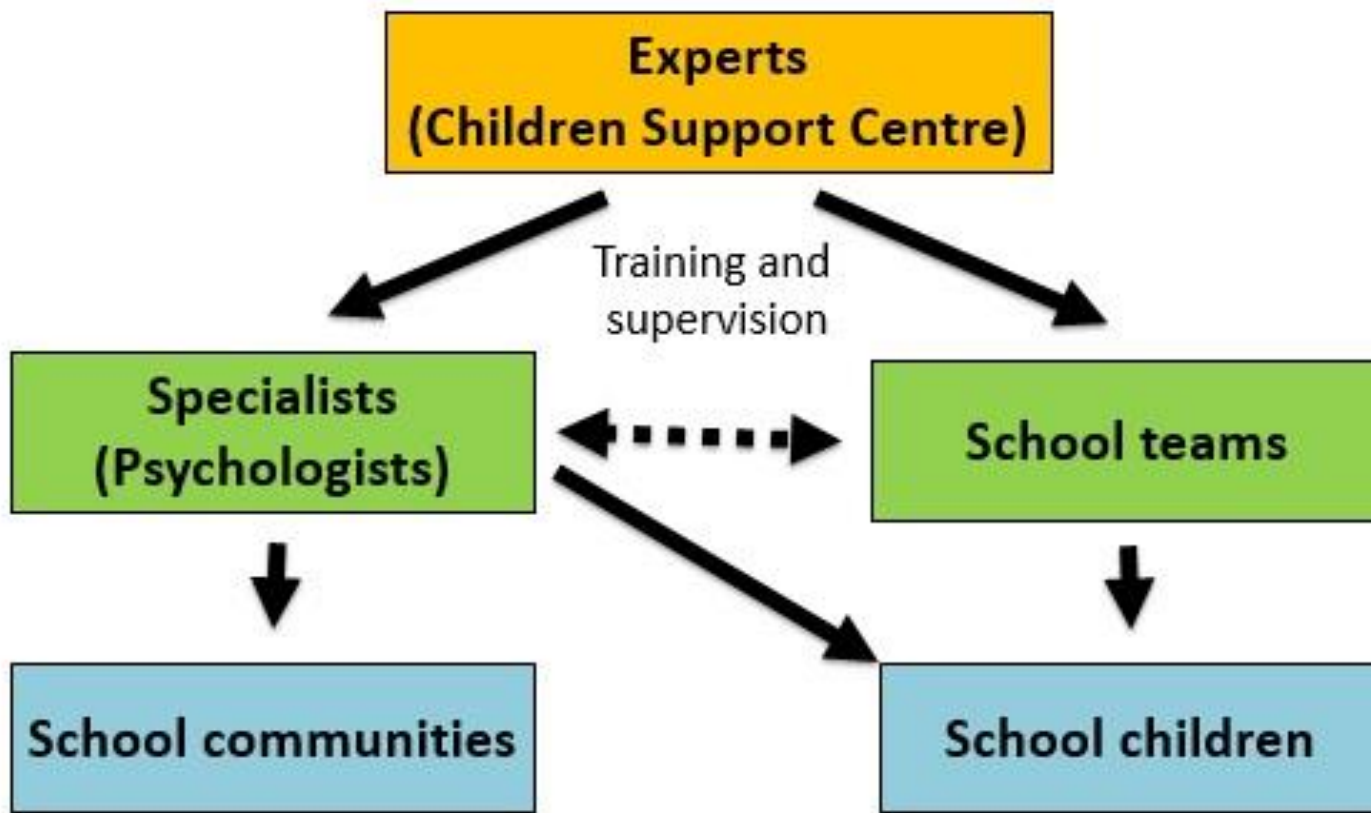 Experts
(Children Support Centre)
Training and
supervision
Specialists
(Psychologists)
School teams
School communities
School children